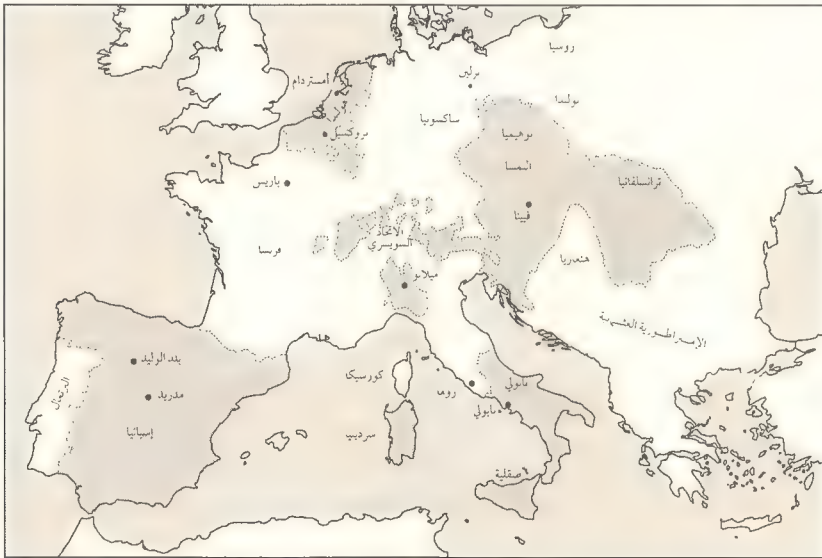 روسيا
برلين
بولندا
أمستردام
ساكسونيا
بوهيميا
بروكسيل
النمسا
ترانسلفانيا
باريس
فيينا
الاتحاد
السويسري
فرنسا
هنغاريا
ميلانو
الإمبراطورية العثمانية
بلد الوليد
كورسيكا
نابولي
روما
البرتغال
مدريد
نابولي
إسبانيا
سردينيا
صقلية